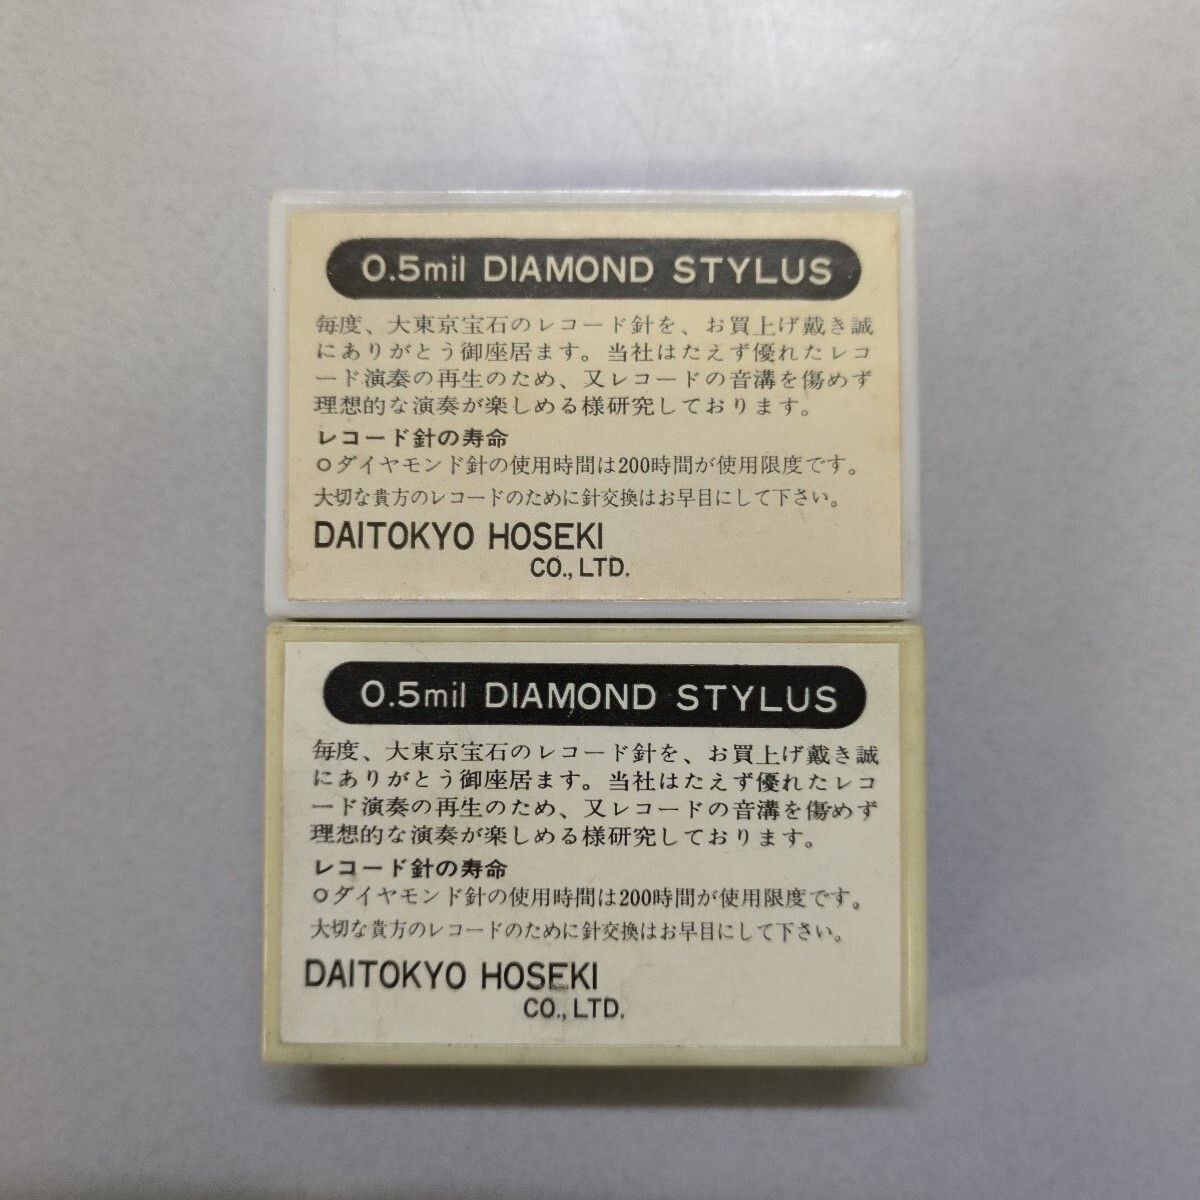 0.5mil DIAMOND STYLUS
毎度、大東京宝石のレコード針を、お買上げ戴き誠
にありがとう御座居ます。当社はたえず優れたレコ
ード演奏の再生のため、又レコードの音溝を傷めず
理想的な演奏が楽しめる様研究しております。
レコード針の寿命
○ダイヤモンド針の使用時間は200時間が使用限度です。
大切な貴方のレコードのために針交換はお早目にして下さい。
DAITOKYO HOSEKI
CO., LTD.
0.5mil DIAMOND STYLUS
毎度、大東京宝石のレコード針を、お買上げ戴き誠
にありがとう御座居ます。当社はたえず優れたレコ
ード演奏の再生のため、又レコードの音溝を傷めず
理想的な演奏が楽しめる様研究しております。
レコード針の寿命
○ダイヤモンド針の使用時間は200時間が使用限度です。
大切な貴方のレコードのために針交換はお早目にして下さい。
DAITOKYO HOSEKI
CO., LTD.